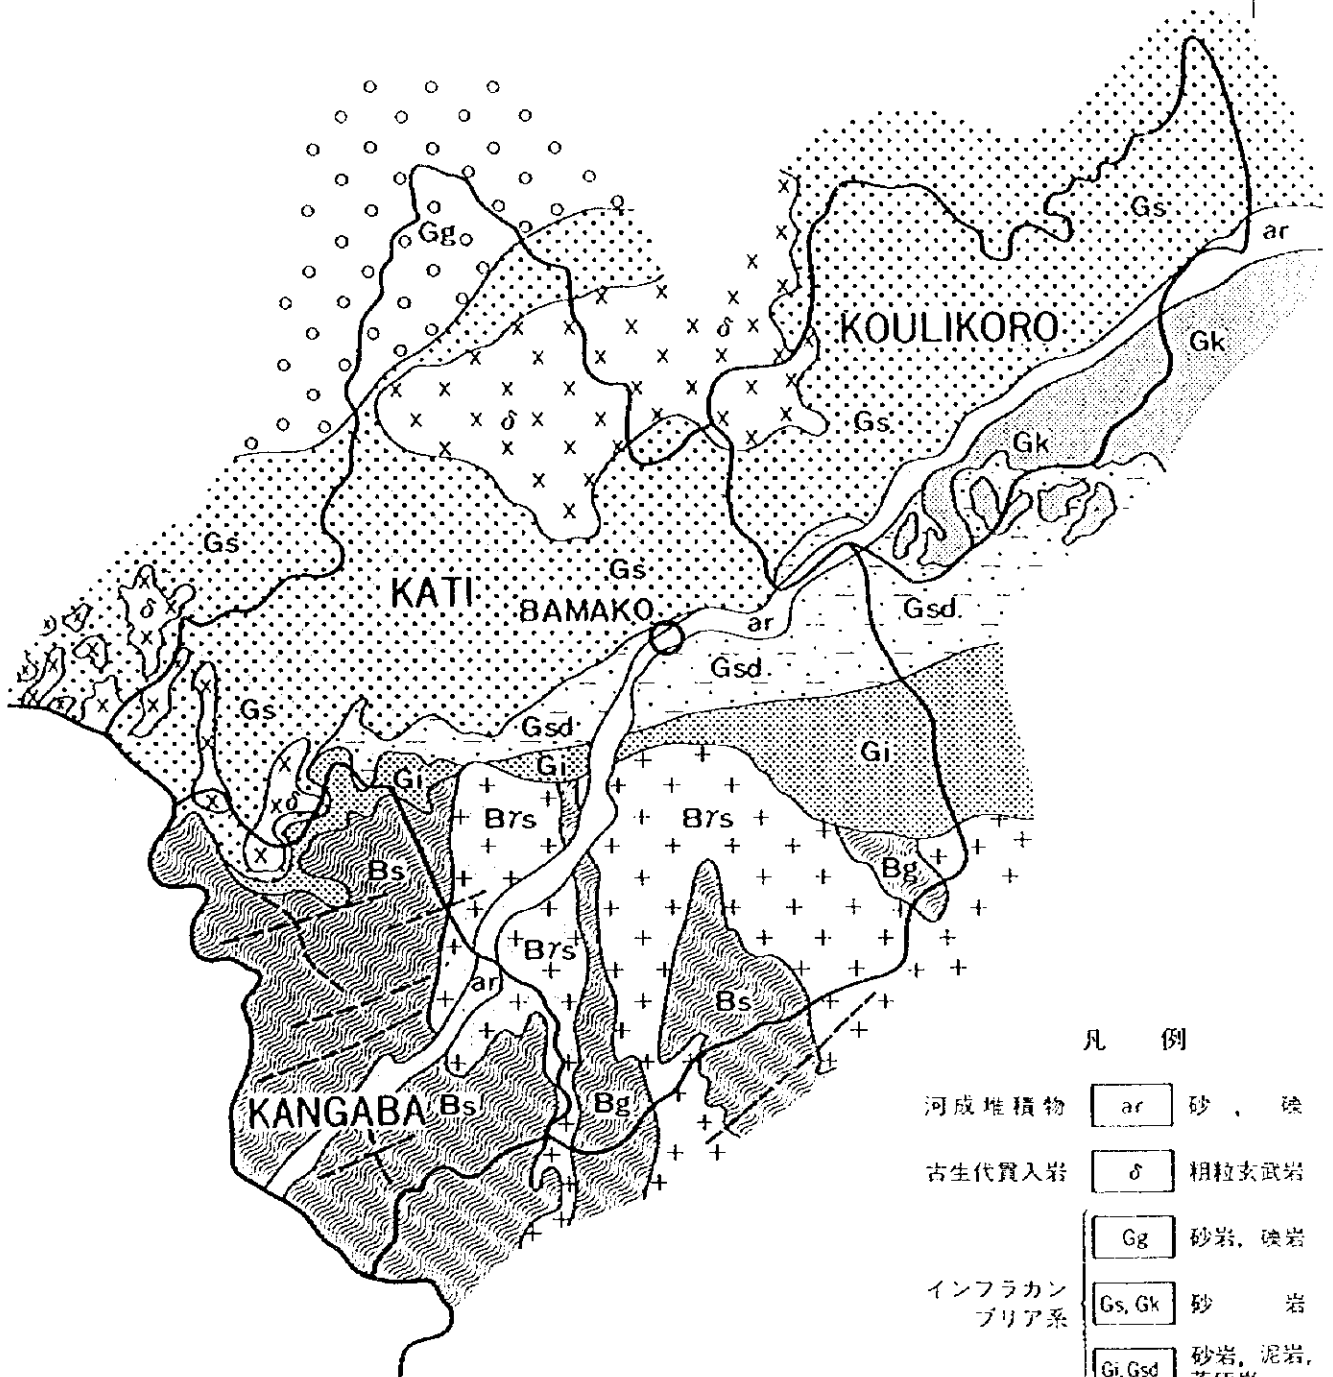 Gg
Gs
ar
δ
KOULIKORO
Gk
δ
Gs
Gk
Gs
Gs
KATI
BAMAKO
δ
ar
Gsd
Gsd
Gs
Gsd
Gi
Gi
Gi
δ
Bγs
Bγs
Bs
Bg
Bγs
ar
Bs
KANGABA
Bs
Bg
凡 例
河成堆積物 ar 砂 , 礫
古生代貫入岩 δ 粗粒玄武岩
Gg 砂岩, 礫岩
インフラカン
ブリア系
Gs, Gk 砂 岩
Gi, Gsd 砂岩, 泥岩,